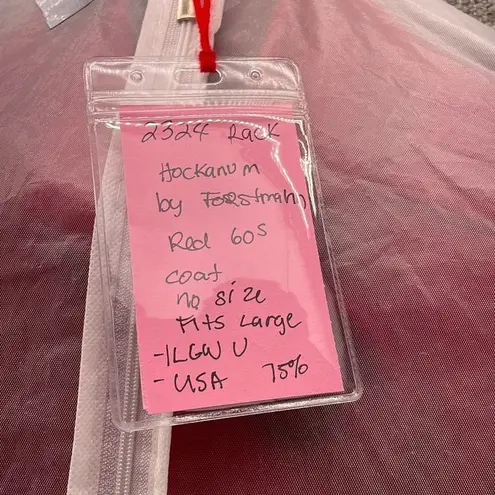 2324 Rack
Hockanum
by Forstmann
Red 60s
coat
no size
Fits Large
-ILGWU
-USA 75%